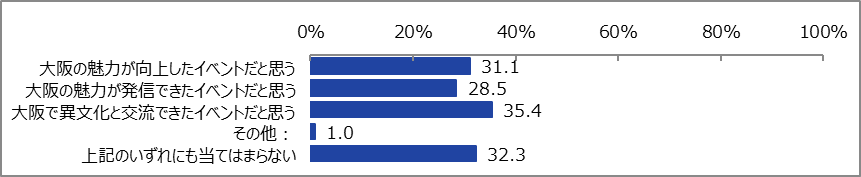 0% 20% 40% 60% 80% 100%
大阪の魅力が向上したイベントだと思う 31.1
大阪の魅力が発信できたイベントだと思う 28.5
大阪で異文化と交流できたイベントだと思う 35.4
その他： 1.0
上記のいずれにも当てはまらない 32.3